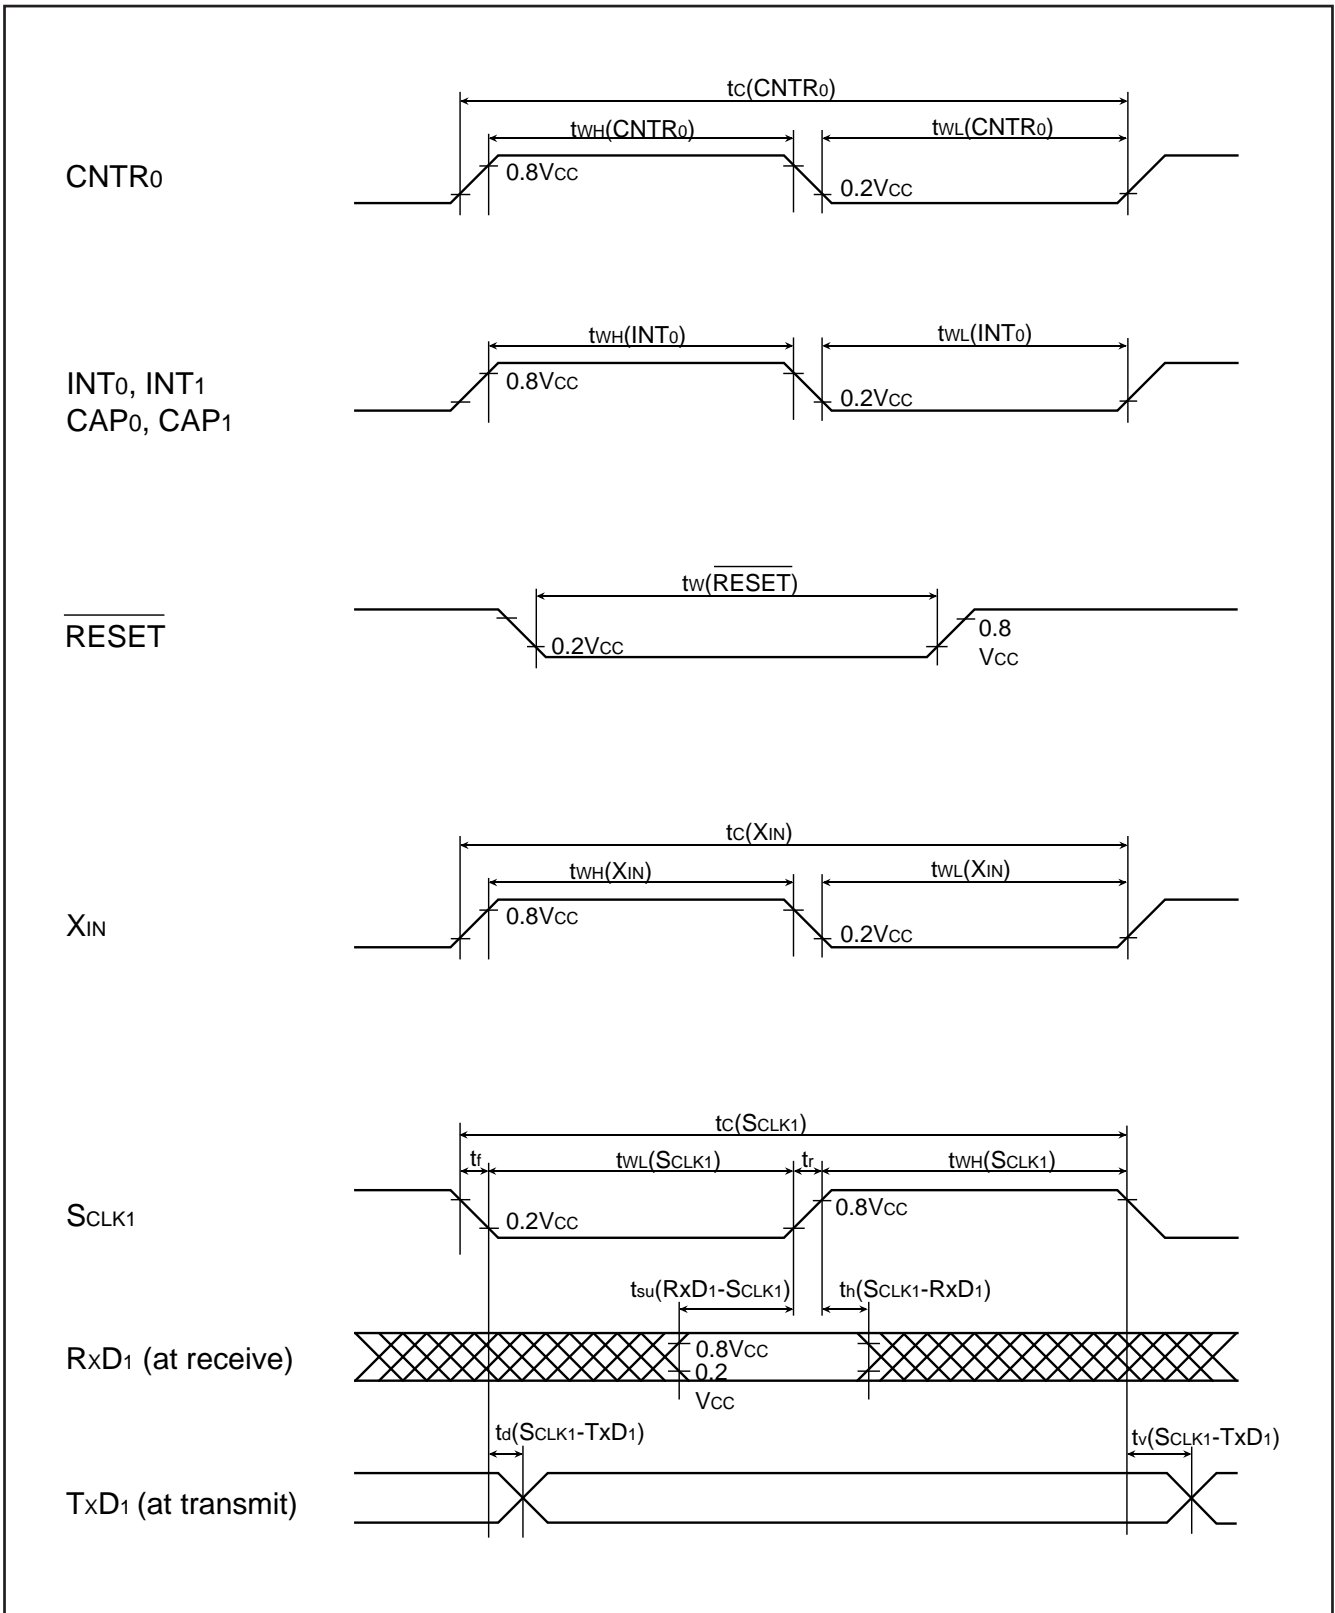 tC(CNTR0)
tWH(CNTR0)
tWL(CNTR0)
CNTR0
0.8VCC
0.2VCC
tWH(INT0)
tWL(INT0)
INT0, INT1
CAP0, CAP1
0.8VCC
0.2VCC
tW(RESET)
RESET
0.2VCC
0.8
VCC
tC(XIN)
tWH(XIN)
tWL(XIN)
XIN
0.8VCC
0.2VCC
tC(SCLK1)
tf
tWL(SCLK1)
tr
tWH(SCLK1)
SCLK1
0.2VCC
0.8VCC
tsu(RxD1-SCLK1)
th(SCLK1-RxD1)
RXD1 (at receive)
0.8VCC
0.2
VCC
td(SCLK1-TxD1)
tv(SCLK1-TxD1)
TXD1 (at transmit)